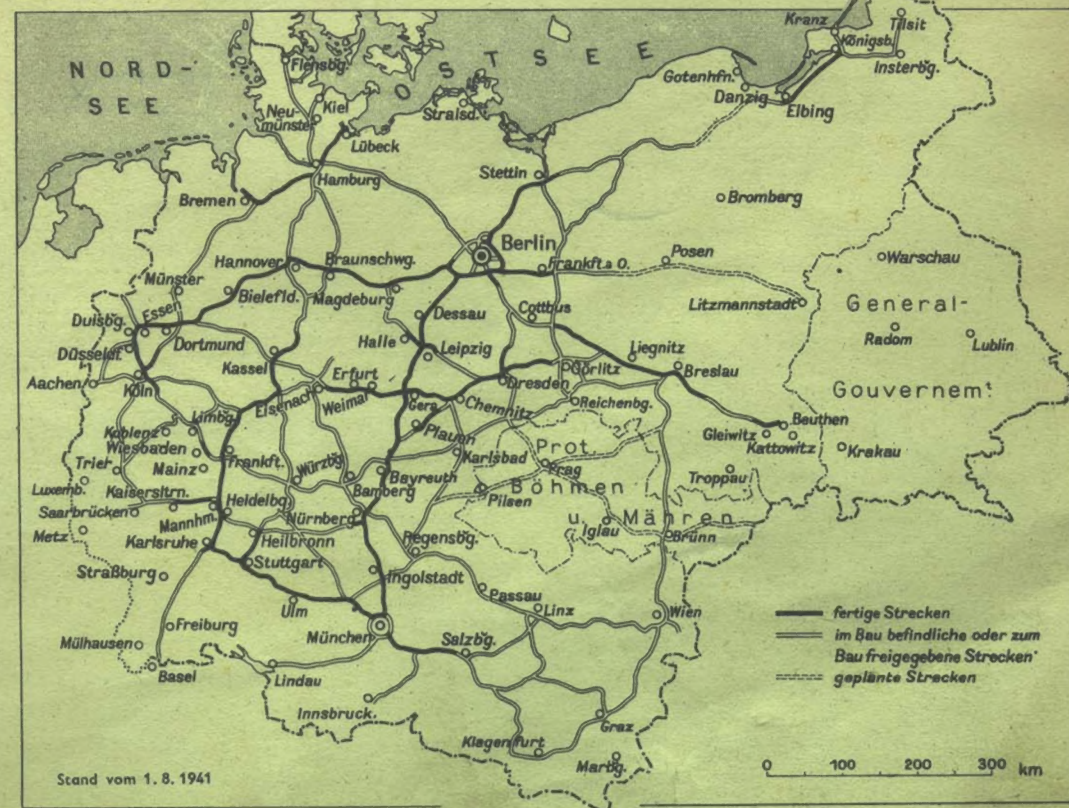 NORD-
SEE
OSTSEE
Kranz
Tilsit
Königsb.
Insterbg.
Flensbg.
Gotenhfn.
Danzig
Elbing
Neu-
münster
Kiel
Stralsd.
Lübeck
Hamburg
Stettin
Bremen
Bromberg
Berlin
Hannover
Braunschwg.
Frankft. a O.
Posen
Warschau
Münster
Bielef'ld.
Magdeburg
Litzmannstadt
General-
Duisbg.
Essen
Dessau
Cottbus
Radom
Lublin
Düsseldf.
Dortmund
Halle
Leipzig
Liegnitz
Kassel
Görlitz
Breslau
Aachen
Köln
Eisenach
Erfurt
Weimar
Gera
Chemnitz
Dresden
Reichenbg.
Gouvernemt.
Limbg.
Koblenz
Plauen
Beuthen
Gleiwitz
Kattowitz
Krakau
Wiesbaden
Mainz
Frankft.
Würzbg.
Karlsbad
Prot.
Prag
Trier
Luxemb.
Kaisersltrn.
Bamberg
Bayreuth
Pilsen
Böhmen
Troppau
Saarbrücken
Mannhm.
Heidelbg.
Nürnberg
u. Mähren
Iglau
Brünn
Metz
Karlsruhe
Heilbronn
Regensbg.
Stuttgart
Straßburg
Ingolstadt
Passau
Linz
Wien
Ulm
Freiburg
München
Salzbg.
Mülhausen
Basel
Lindau
Innsbruck.
Graz
Klagenfurt
Marbg.
fertige Strecken
im Bau befindliche oder zum
Bau freigegebene Strecken
geplante Strecken
Stand vom 1. 8. 1941
0 100 200 300 km